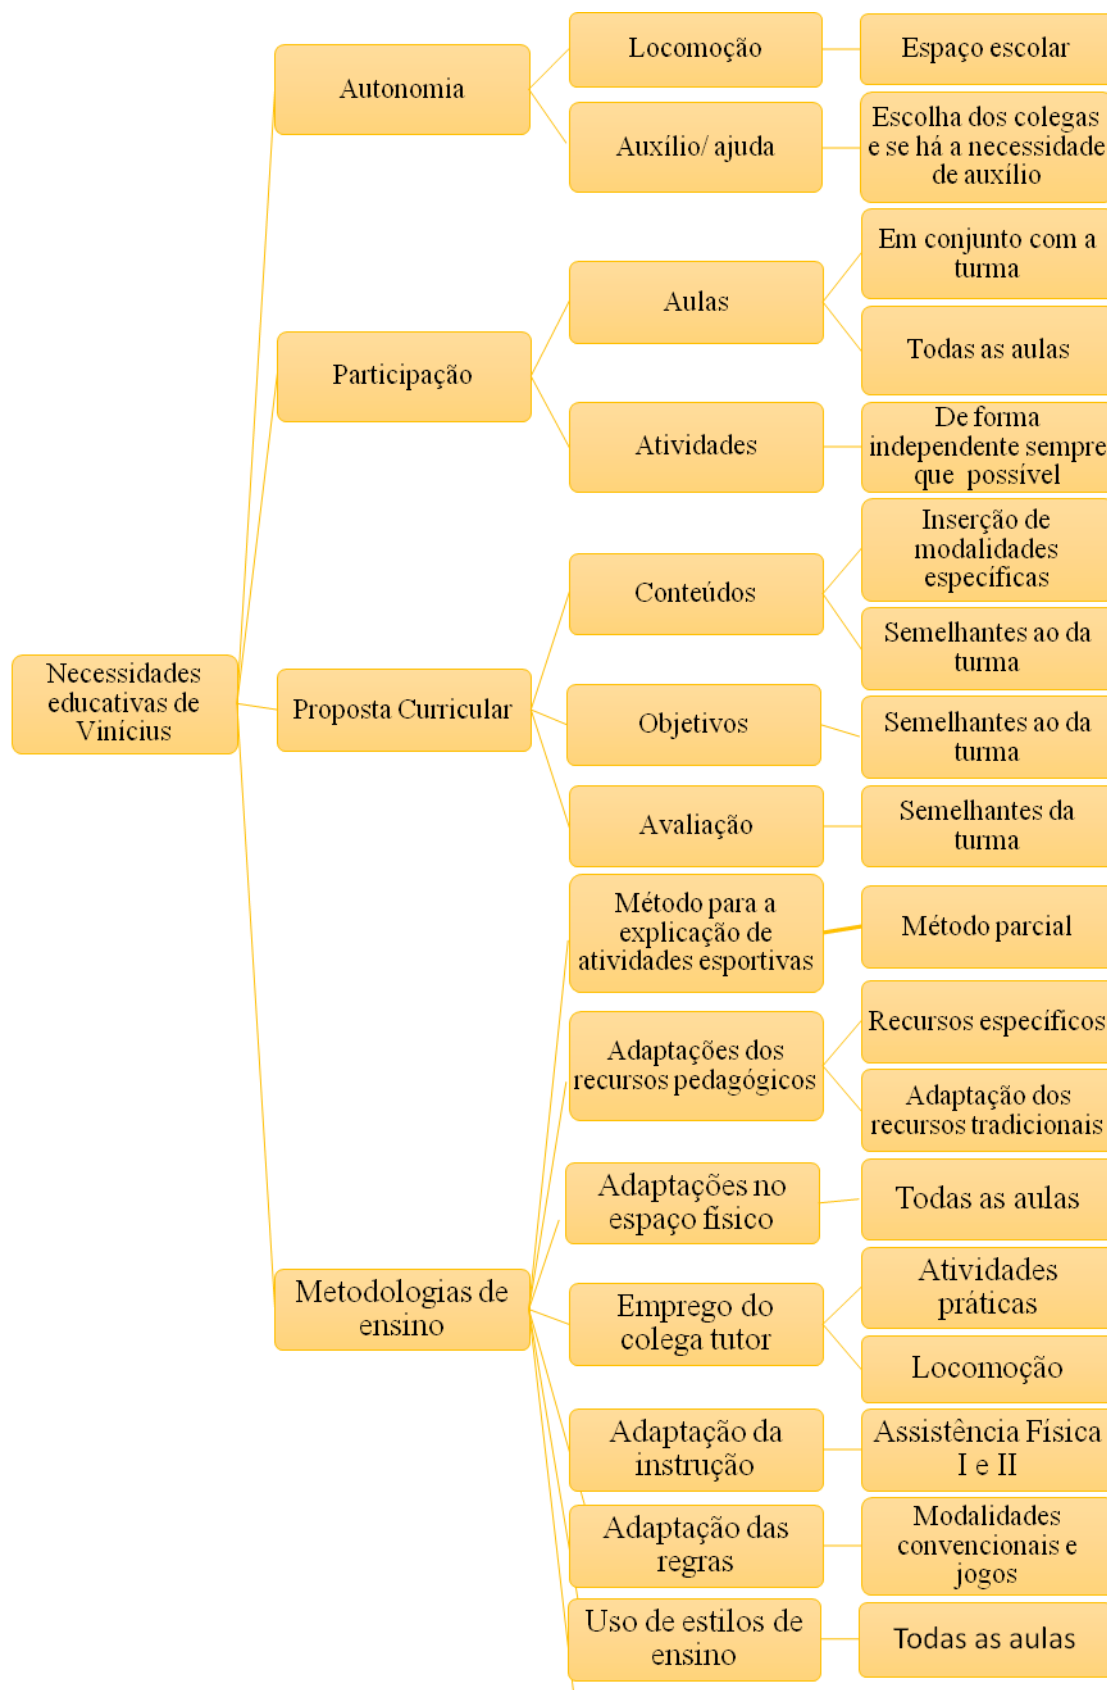 Necessidades
educativas de
Vinícius
Autonomia
Locomoção
Espaço escolar
Auxílio/ ajuda
Escolha dos colegas
e se há a necessidade
de auxílio
Participação
Aulas
Em conjunto com a
turma
Todas as aulas
Atividades
De forma
independente sempre
que possível
Proposta Curricular
Conteúdos
Inserção de
modalidades
específicas
Semelhantes ao da
turma
Objetivos
Semelhantes ao da
turma
Avaliação
Semelhantes da
turma
Metodologias de
ensino
Método para a
explicação de
atividades esportivas
Método parcial
Adaptações dos
recursos pedagógicos
Recursos específicos
Adaptação dos
recursos tradicionais
Adaptações no
espaço físico
Todas as aulas
Emprego do
colega tutor
Atividades
práticas
Locomoção
Adaptação da
instrução
Assistência Física
I e II
Adaptação das
regras
Modalidades
convencionais e
jogos
Uso de estilos de
ensino
Todas as aulas